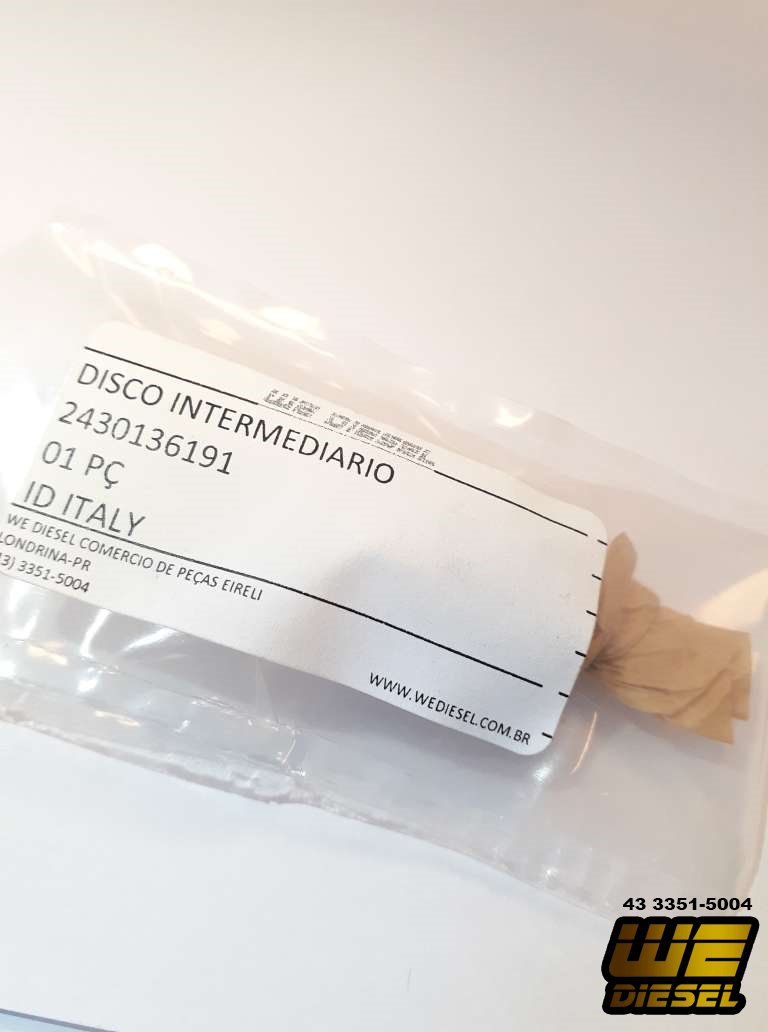 DISCO INTERMEDIARIO
2430136191
01 PÇ
ID ITALY
WE DIESEL COMERCIO DE PEÇAS EIRELI
LONDRINA-PR
3351-5004
WWW.WEDIESEL.COM.BR
43 3351-5004
WE
DIESEL